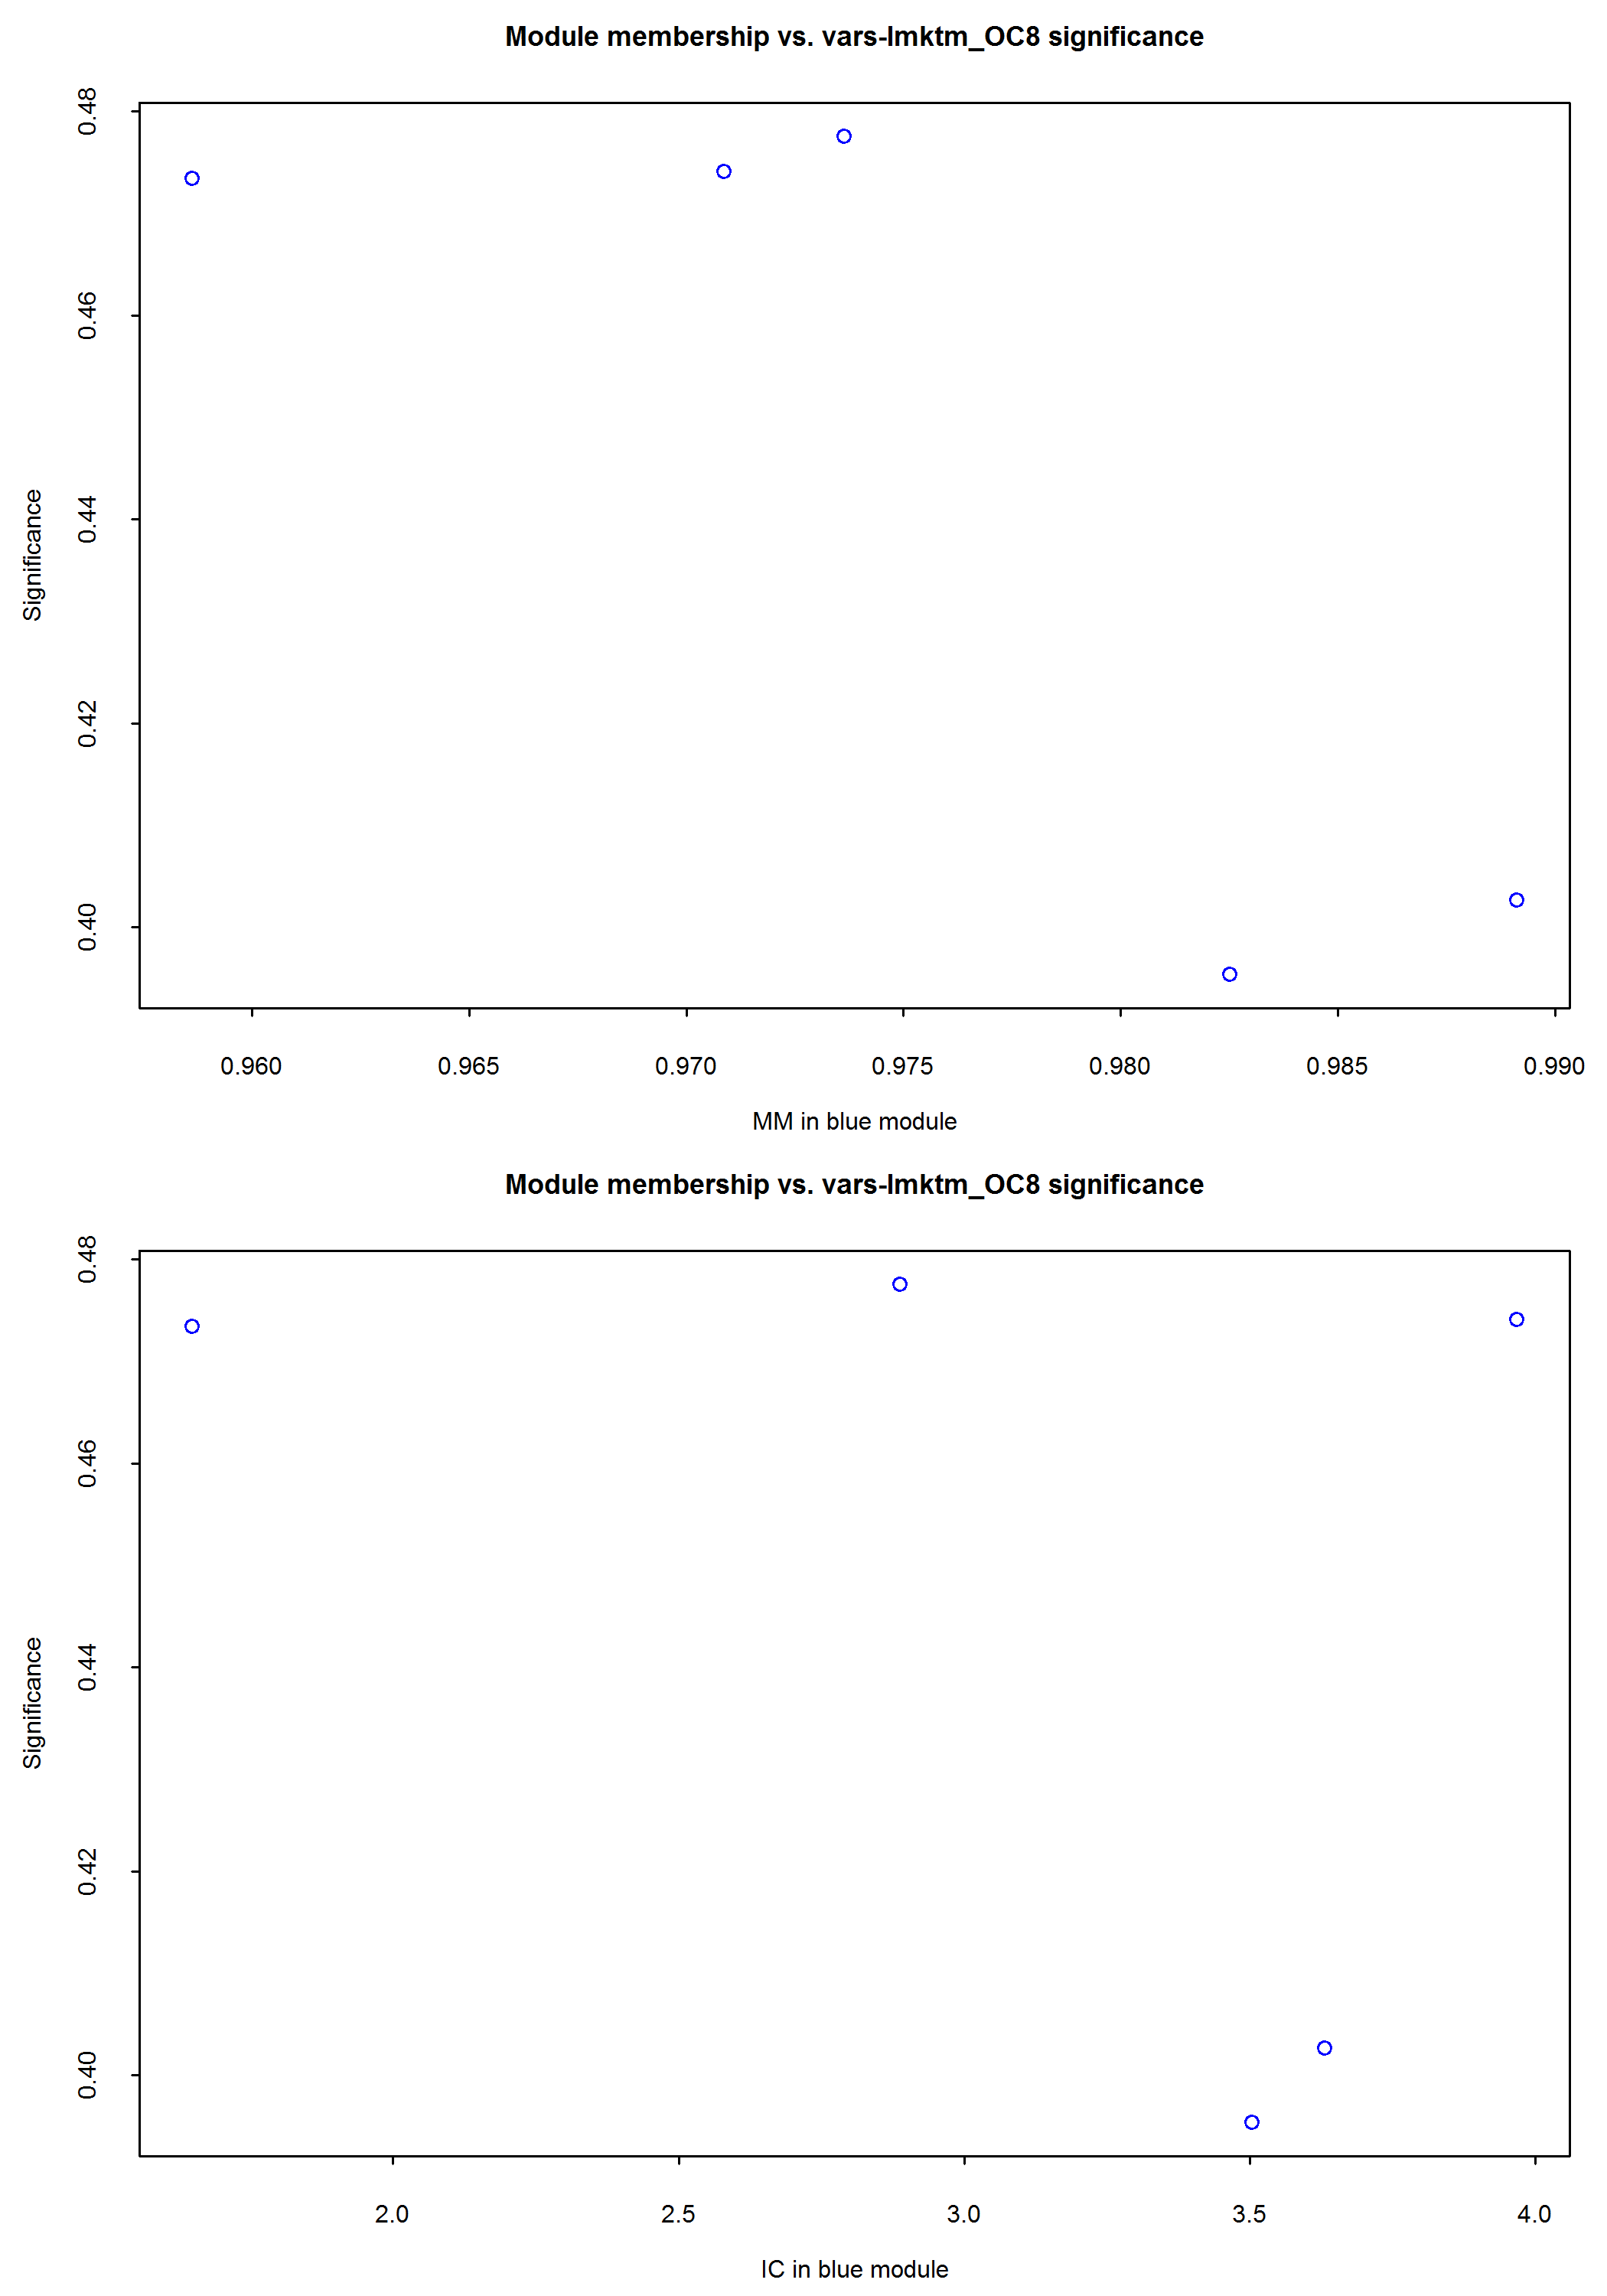 Module membership vs. vars-lmktm_OC8 significance
Significance
0.48
0.46
0.44
0.42
0.40
0.960 0.965 0.970 0.975 0.980 0.985 0.990
MM in blue module
Module membership vs. vars-lmktm_OC8 significance
Significance
0.48
0.46
0.44
0.42
0.40
2.0 2.5 3.0 3.5 4.0
IC in blue module